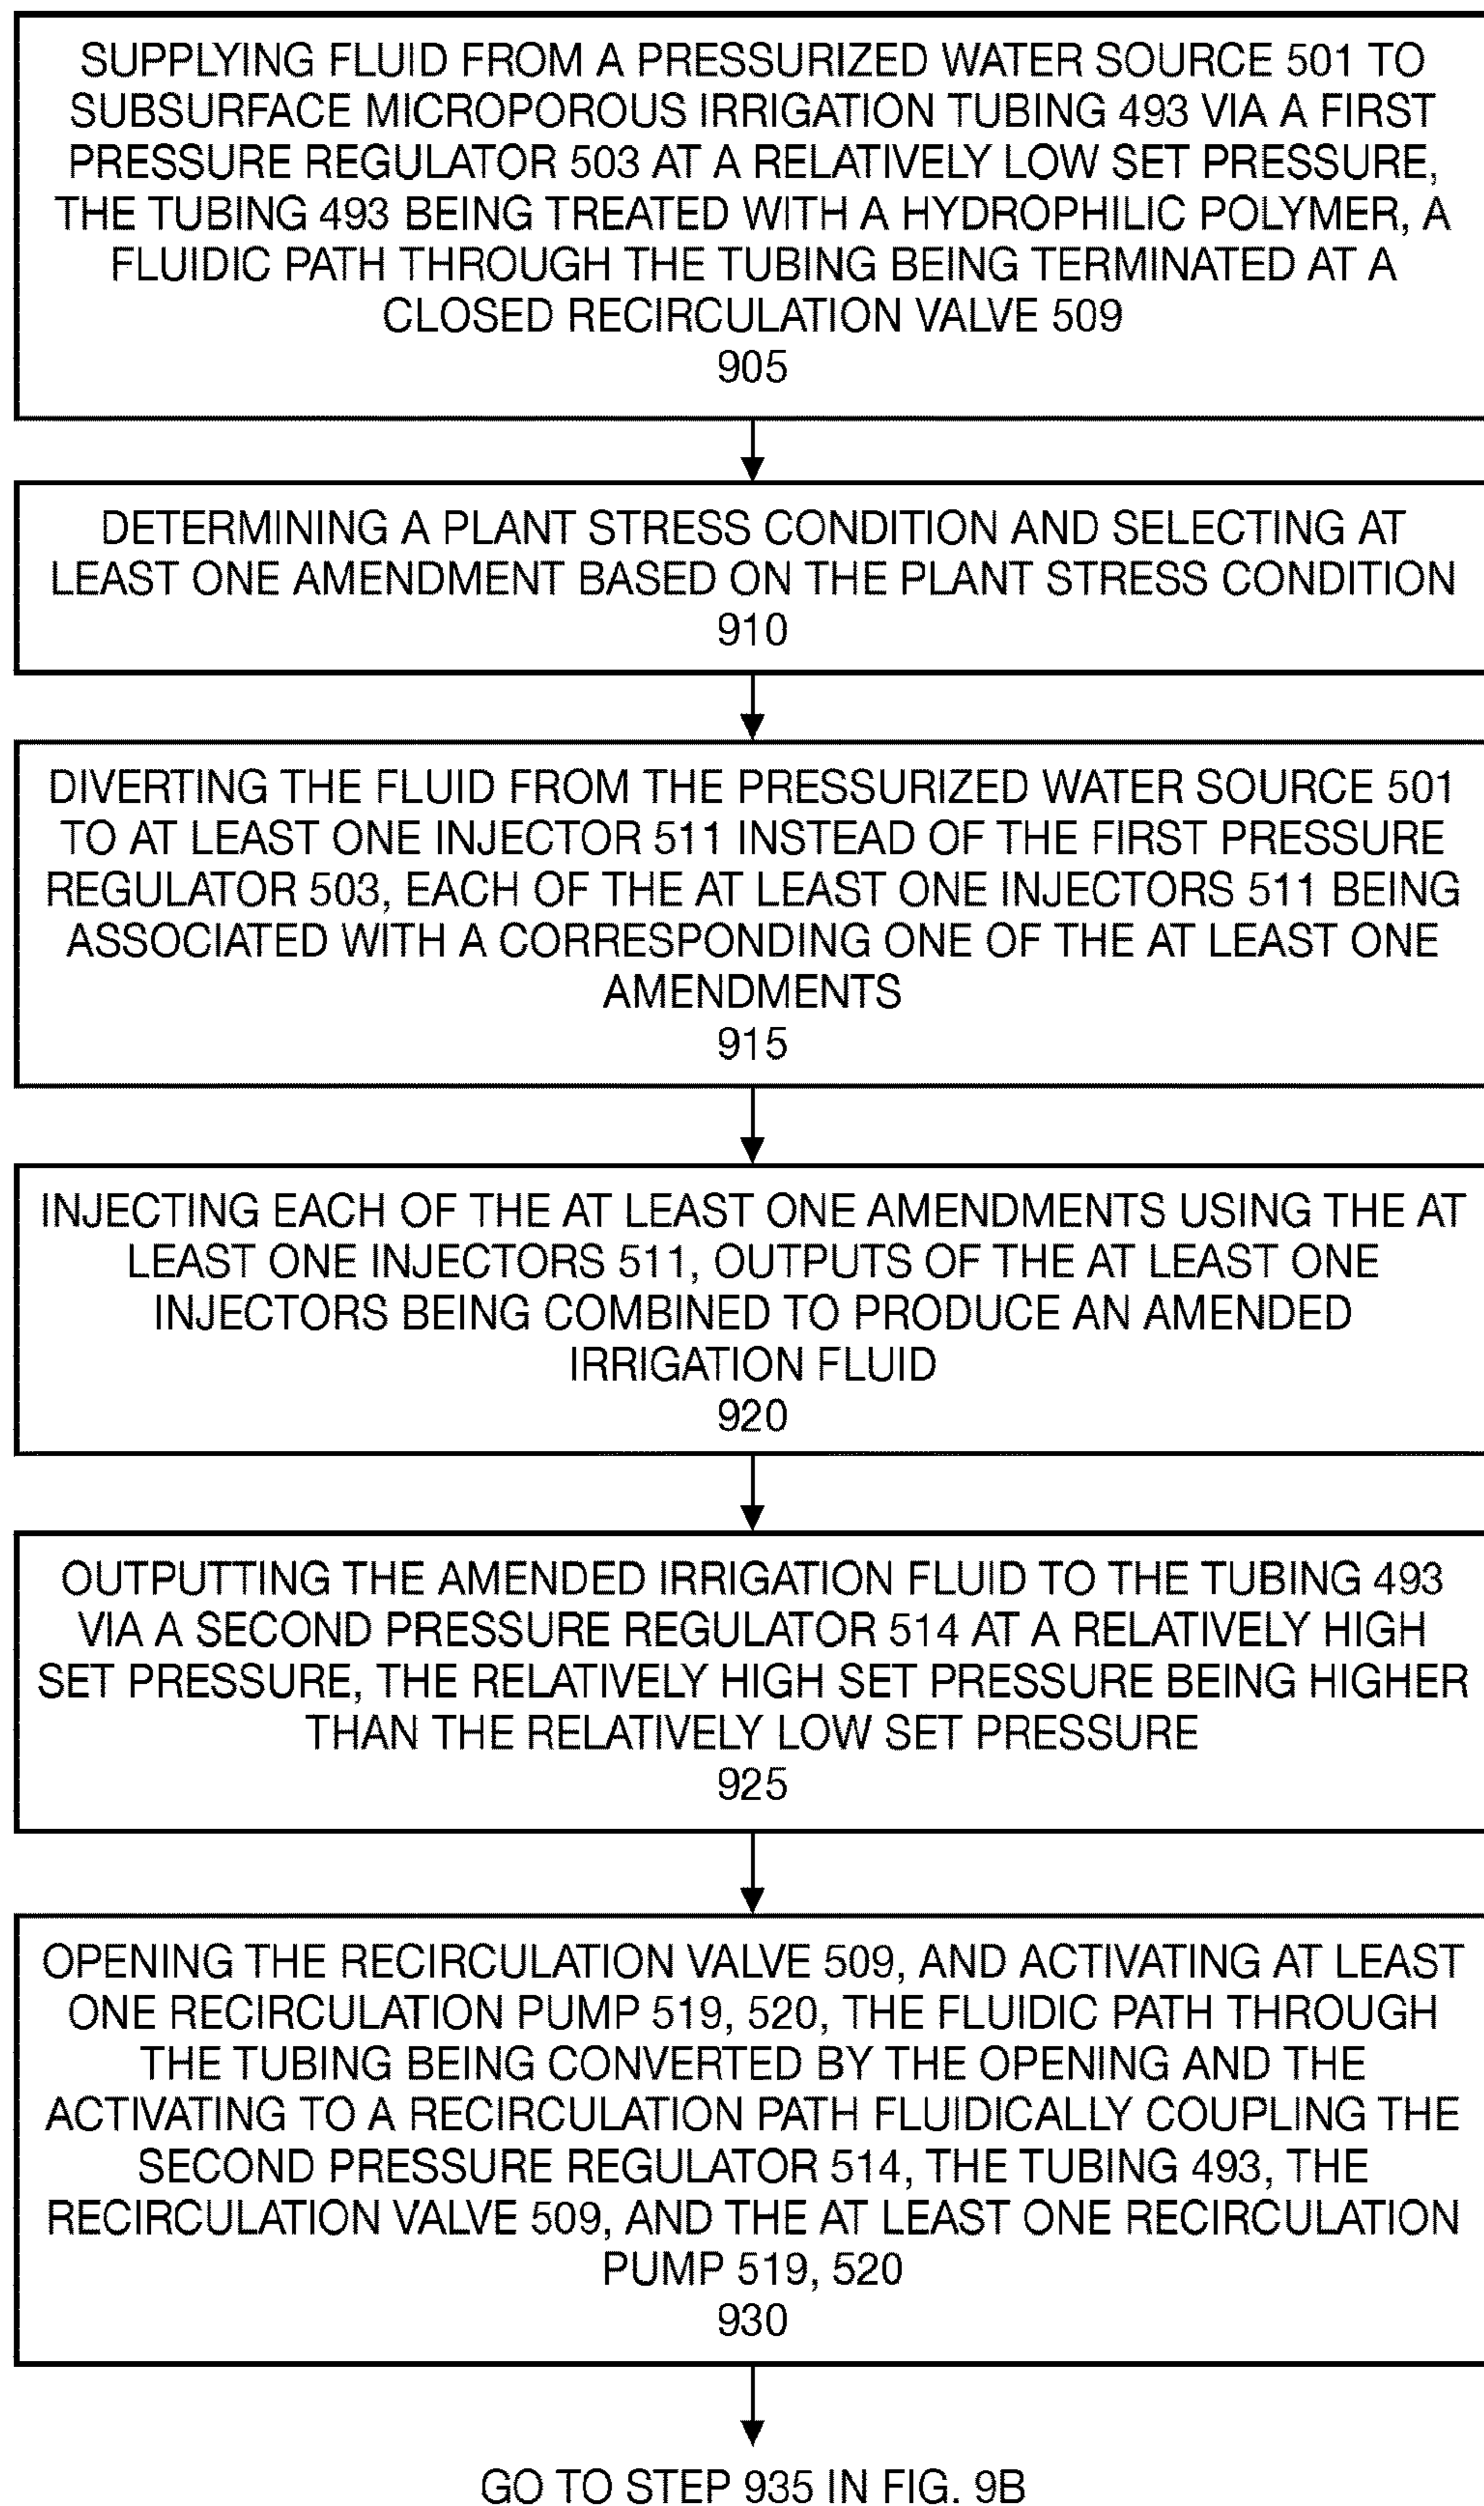 SUPPLYING FLUID FROM A PRESSURIZED WATER SOURCE 501 TO
SUBSURFACE MICROPOROUS IRRIGATION TUBING 493 VIA A FIRST
PRESSURE REGULATOR 503 AT A RELATIVELY LOW SET PRESSURE,
THE TUBING 493 BEING TREATED WITH A HYDROPHILIC POLYMER, A
FLUIDIC PATH THROUGH THE TUBING BEING TERMINATED AT A
CLOSED RECIRCULATION VALVE 509
905
DETERMINING A PLANT STRESS CONDITION AND SELECTING AT
LEAST ONE AMENDMENT BASED ON THE PLANT STRESS CONDITION
910
DIVERTING THE FLUID FROM THE PRESSURIZED WATER SOURCE 501
TO AT LEAST ONE INJECTOR 511 INSTEAD OF THE FIRST PRESSURE
REGULATOR 503, EACH OF THE AT LEAST ONE INJECTORS 511 BEING
ASSOCIATED WITH A CORRESPONDING ONE OF THE AT LEAST ONE
AMENDMENTS
915
INJECTING EACH OF THE AT LEAST ONE AMENDMENTS USING THE AT
LEAST ONE INJECTORS 511, OUTPUTS OF THE AT LEAST ONE
INJECTORS BEING COMBINED TO PRODUCE AN AMENDED
IRRIGATION FLUID
920
OUTPUTTING THE AMENDED IRRIGATION FLUID TO THE TUBING 493
VIA A SECOND PRESSURE REGULATOR 514 AT A RELATIVELY HIGH
SET PRESSURE, THE RELATIVELY HIGH SET PRESSURE BEING HIGHER
THAN THE RELATIVELY LOW SET PRESSURE
925
OPENING THE RECIRCULATION VALVE 509, AND ACTIVATING AT LEAST
ONE RECIRCULATION PUMP 519, 520, THE FLUIDIC PATH THROUGH
THE TUBING BEING CONVERTED BY THE OPENING AND THE
ACTIVATING TO A RECIRCULATION PATH FLUIDICALLY COUPLING THE
SECOND PRESSURE REGULATOR 514, THE TUBING 493, THE
RECIRCULATION VALVE 509, AND THE AT LEAST ONE RECIRCULATION
PUMP 519, 520
930
GO TO STEP 935 IN FIG. 9B